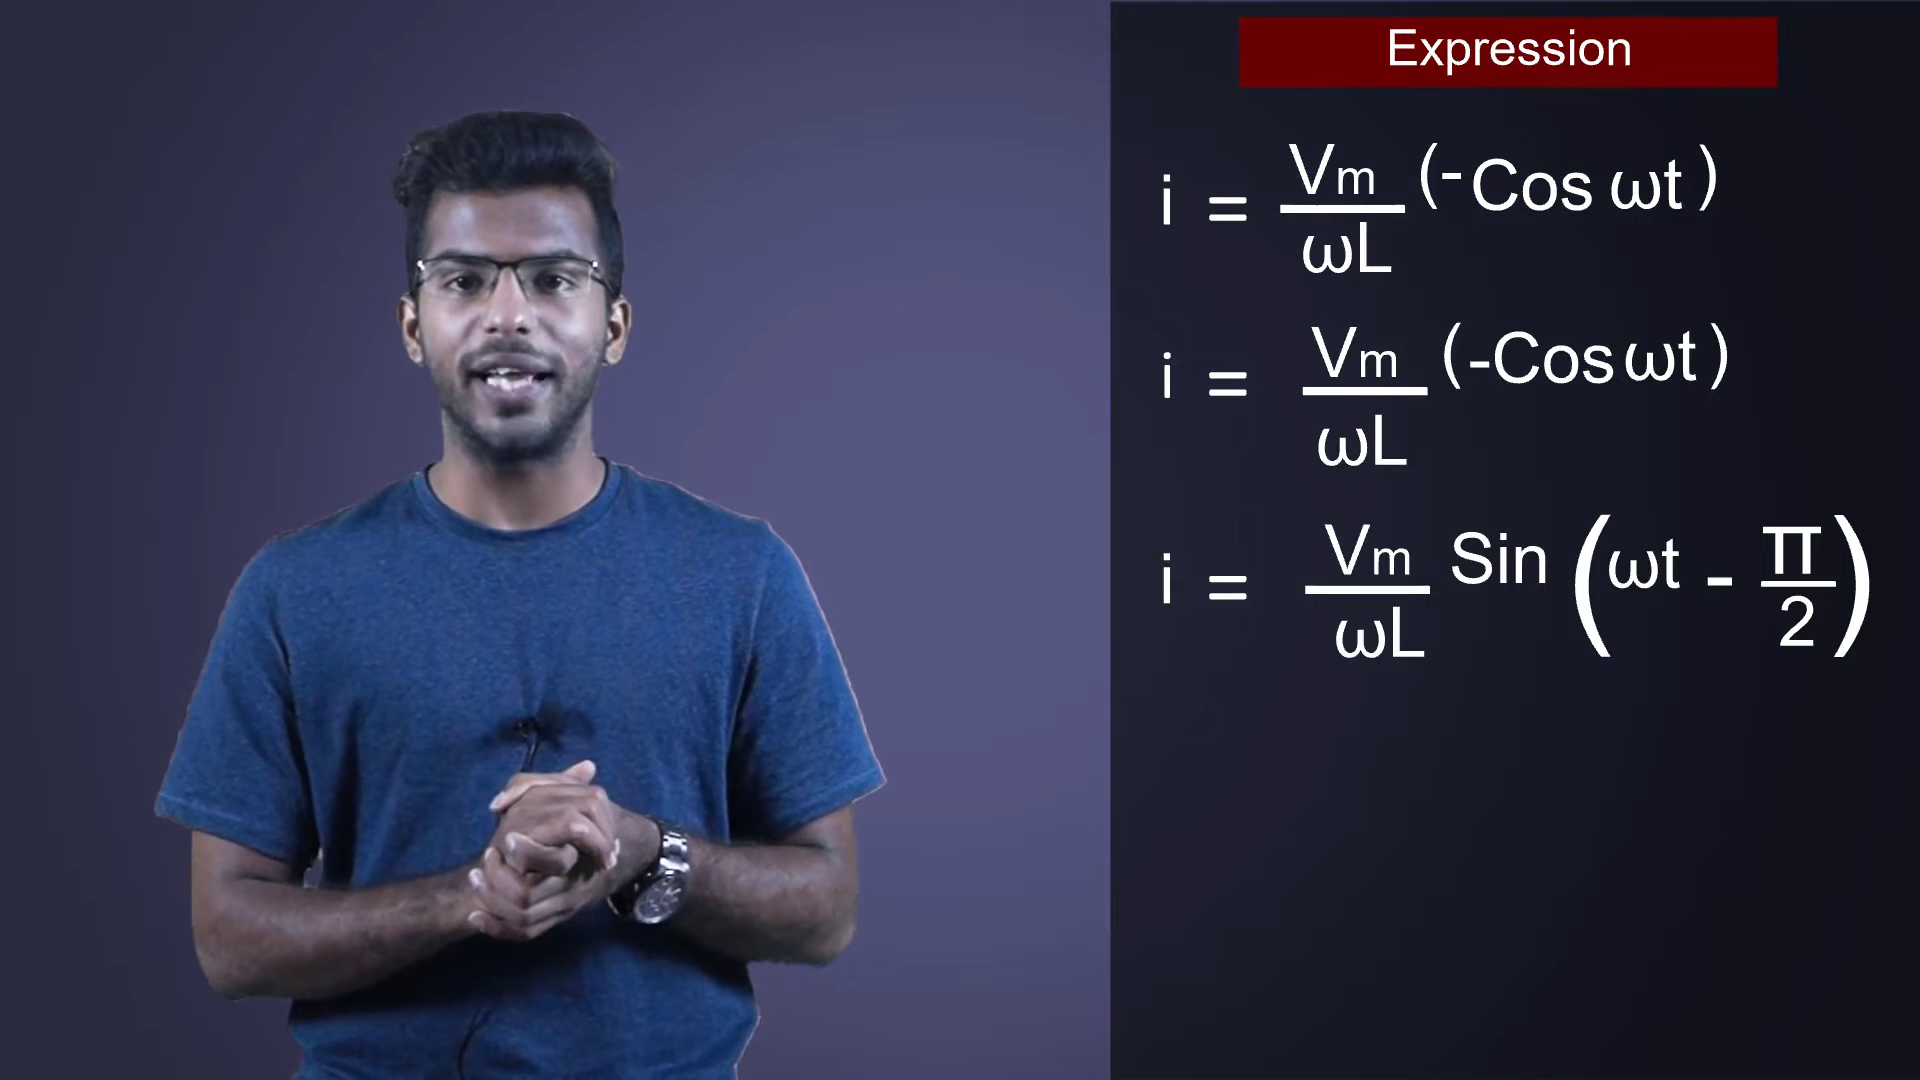 Expression
i = Vm/ωL (-Cos ωt)
i = Vm/ωL (-Cos ωt)
i = Vm/ωL Sin (ωt - π/2)